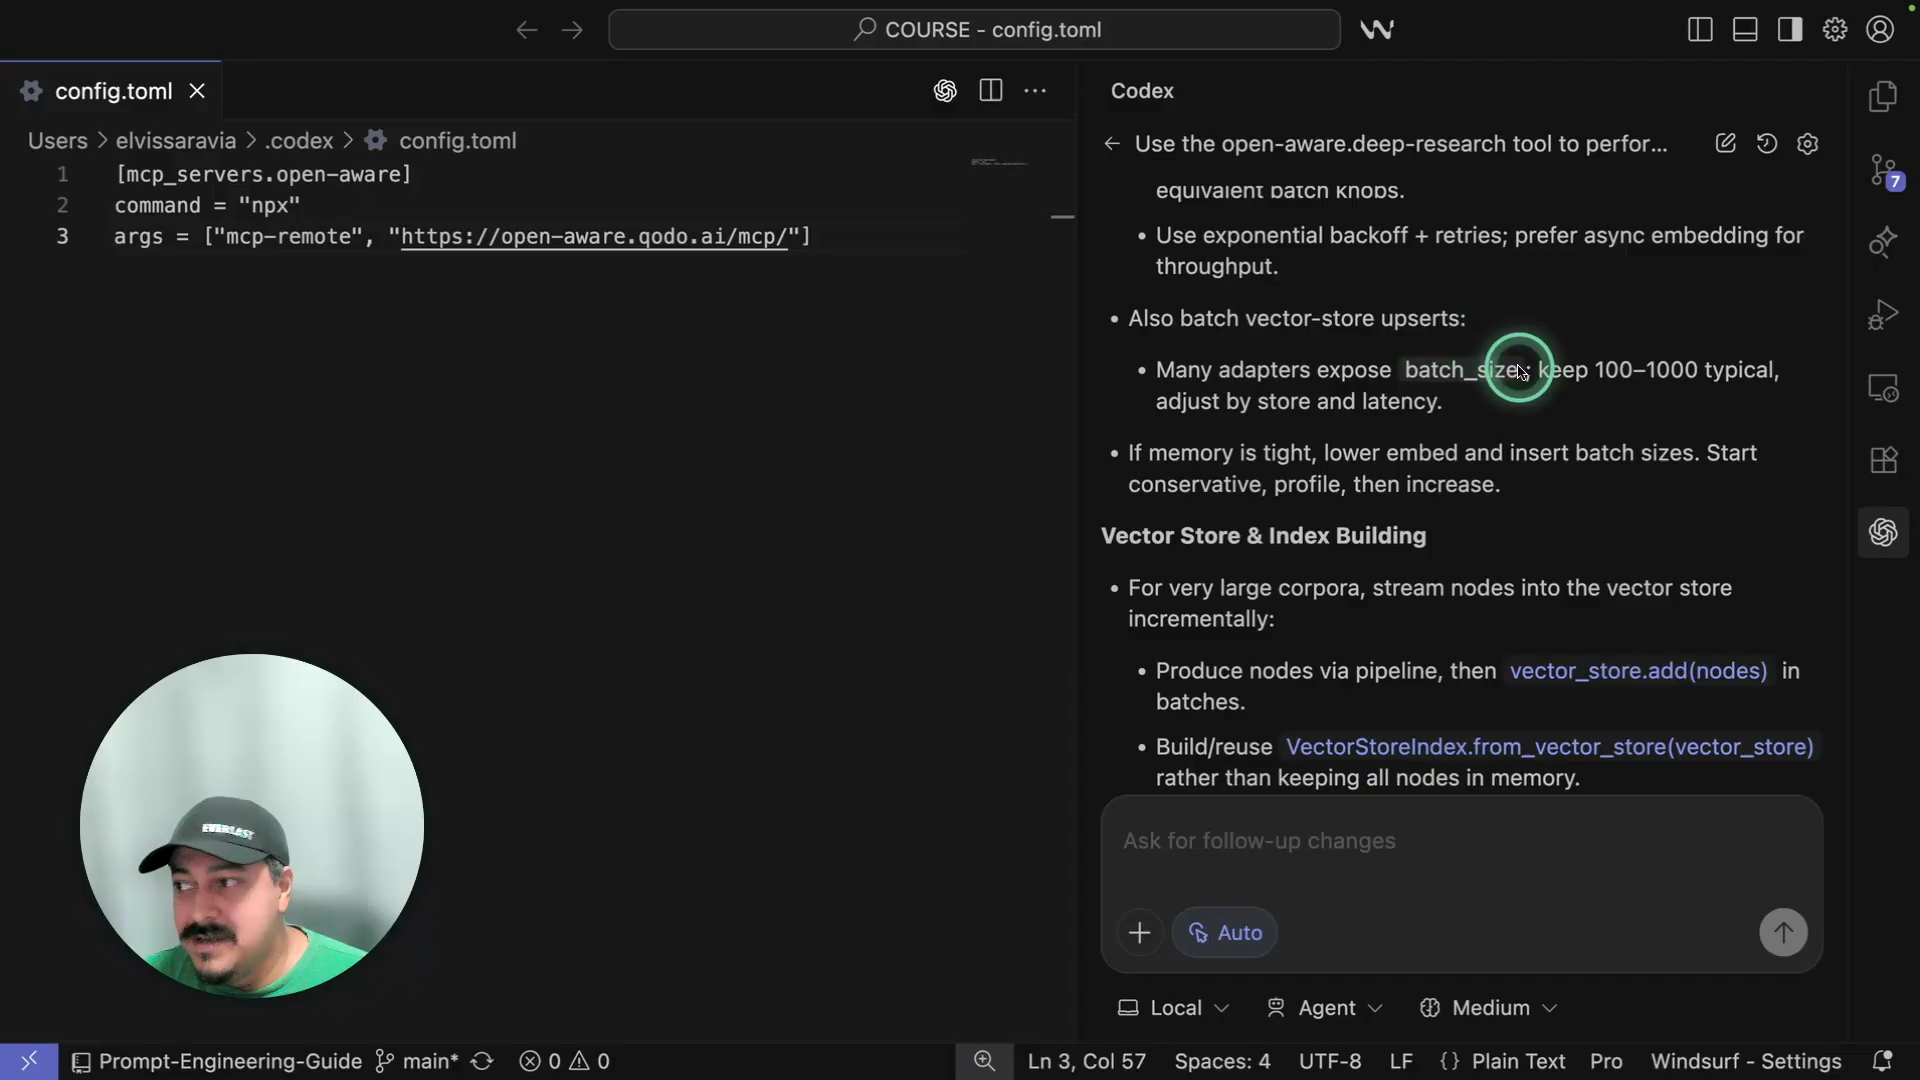 COURSE - config.toml
config.toml
Users > elvissaravia > .codex > config.toml
1 [mcp_servers.open-aware]
2 command = "npx"
3 args = ["mcp-remote", "https://open-aware.qodo.ai/mcp/"]
Codex
Use the open-aware.deep-research tool to perfor...
equivalent batch knobs.
• Use exponential backoff + retries; prefer async embedding for
throughput.
• Also batch vector-store upserts:
• Many adapters expose batch_size; keep 100–1000 typical,
adjust by store and latency.
• If memory is tight, lower embed and insert batch sizes. Start
conservative, profile, then increase.
Vector Store & Index Building
• For very large corpora, stream nodes into the vector store
incrementally:
• Produce nodes via pipeline, then vector_store.add(nodes) in
batches.
• Build/reuse VectorStoreIndex.from_vector_store(vector_store)
rather than keeping all nodes in memory.
Ask for follow-up changes
Auto
Local Agent Medium
7
EVERLAST
Prompt-Engineering-Guide main* 0 0 Ln 3, Col 57 Spaces: 4 UTF-8 LF {} Plain Text Pro Windsurf - Settings